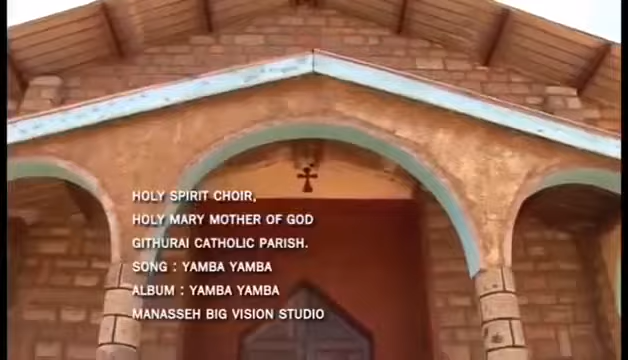 HOLY SPIRIT CHOIR,
HOLY MARY MOTHER OF GOD
GITHURAI CATHOLIC PARISH.
SONG : YAMBA YAMBA
ALBUM : YAMBA YAMBA
MANASSEH BIG VISION STUDIO